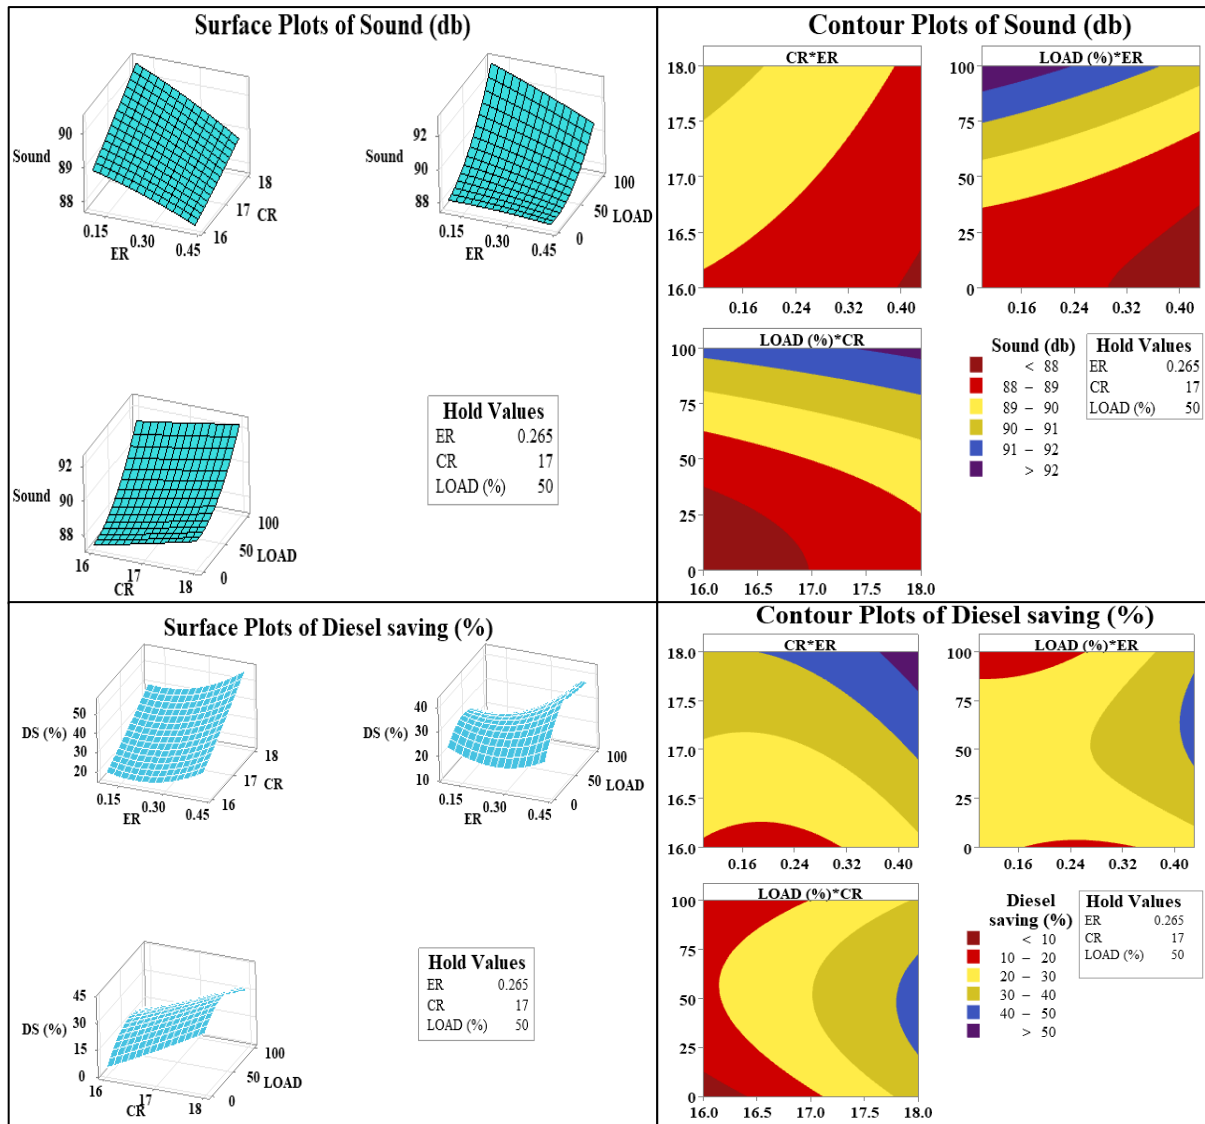 Surface Plots of Sound (db)
90
Sound
89
88
0.15
0.30
0.45
ER
16
17
18
CR
92
Sound
90
88
0.15
0.30
0.45
ER
0
50
100
LOAD
92
Sound
90
88
16
17
18
CR
0
50
100
LOAD
Hold Values
ER 0.265
CR 17
LOAD (%) 50
Contour Plots of Sound (db)
CR*ER
18.0
17.5
17.0
16.5
16.0
0.16 0.24 0.32 0.40
LOAD (%)*ER
100
75
50
25
0
0.16 0.24 0.32 0.40
LOAD (%)*CR
100
75
50
25
0
16.0 16.5 17.0 17.5 18.0
Sound (db)
< 88
88 – 89
89 – 90
90 – 91
91 – 92
> 92
Hold Values
ER 0.265
CR 17
LOAD (%) 50
Surface Plots of Diesel saving (%)
50
40
DS (%)
30
20
0.15
0.30
0.45
ER
16
17
18
CR
40
DS (%)
30
20
10
0.15
0.30
0.45
ER
0
50
100
LOAD
45
30
DS (%)
15
0
16
17
18
CR
0
50
100
LOAD
Hold Values
ER 0.265
CR 17
LOAD (%) 50
Contour Plots of Diesel saving (%)
CR*ER
18.0
17.5
17.0
16.5
16.0
0.16 0.24 0.32 0.40
LOAD (%)*ER
100
75
50
25
0
0.16 0.24 0.32 0.40
LOAD (%)*CR
100
75
50
25
0
16.0 16.5 17.0 17.5 18.0
Diesel
saving (%)
< 10
10 – 20
20 – 30
30 – 40
40 – 50
> 50
Hold Values
ER 0.265
CR 17
LOAD (%) 50